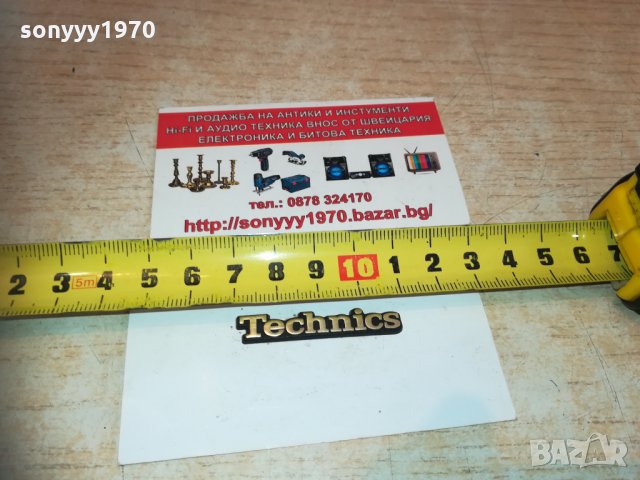 sonyyy1970
ПРОДАЖБА НА АНТИКИ И ИНСТУМЕНТИ
Hi-Fi И АУДИО ТЕХНИКА ВНОС ОТ ШВЕЙЦАРИЯ
ЕЛЕКТРОНИКА И БИТОВА ТЕХНИКА
тел.: 0878 324170
http://sonyyy1970.bazar.bg/
2 3 5m 4 5 6 7 8 9 10 1 2 3 4 5 6 7
Technics
BAZAR